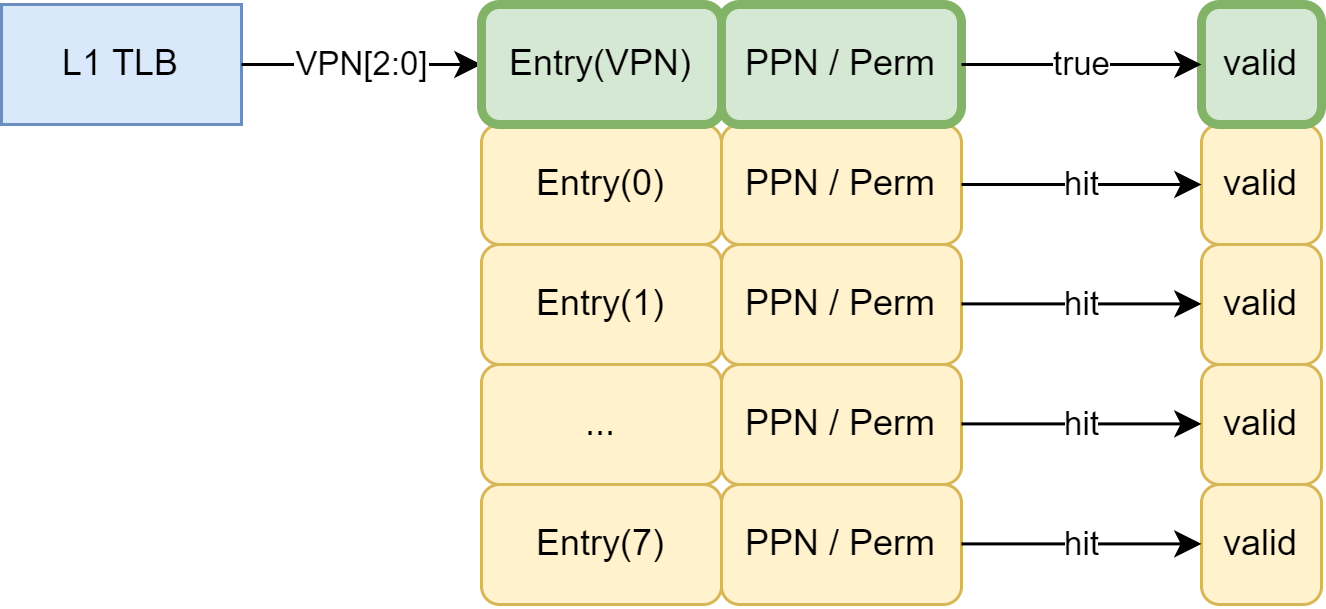 L1 TLB VPN[2:0] Entry(VPN) PPN / Perm true valid
Entry(0) PPN / Perm hit valid
Entry(1) PPN / Perm hit valid
... PPN / Perm hit valid
Entry(7) PPN / Perm hit valid